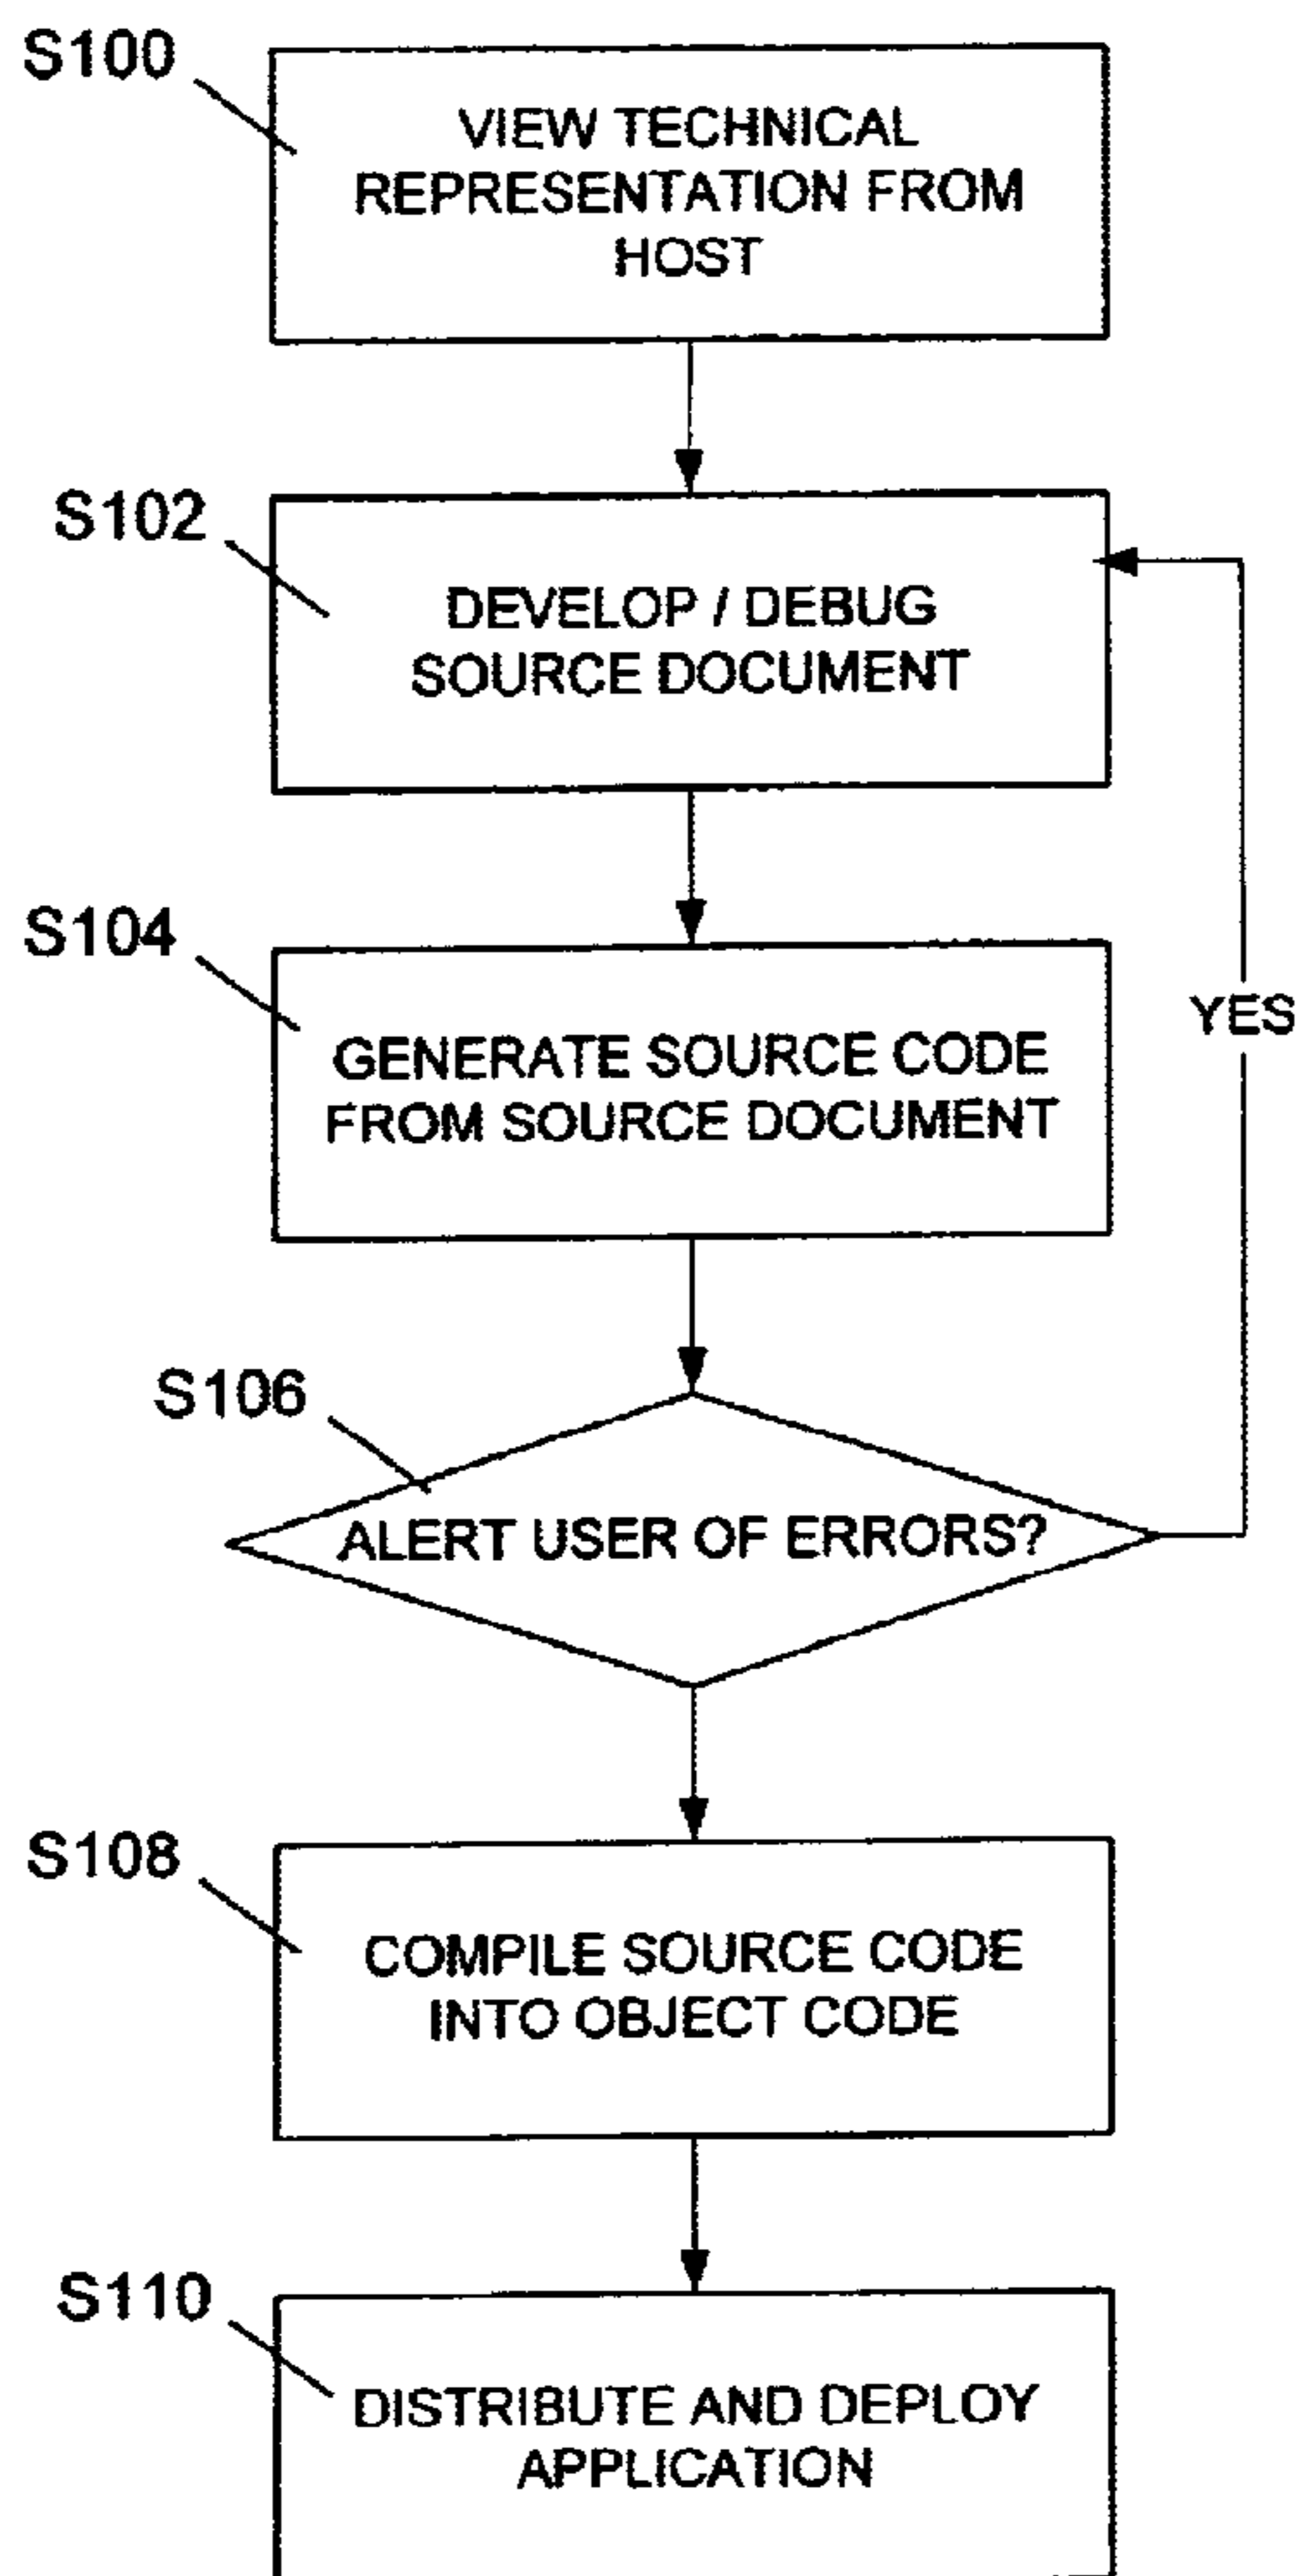 S100
VIEW TECHNICAL
REPRESENTATION FROM
HOST
S102
DEVELOP / DEBUG
SOURCE DOCUMENT
S104
GENERATE SOURCE CODE
FROM SOURCE DOCUMENT
YES
S106
ALERT USER OF ERRORS?
S108
COMPILE SOURCE CODE
INTO OBJECT CODE
S110
DISTRIBUTE AND DEPLOY
APPLICATION